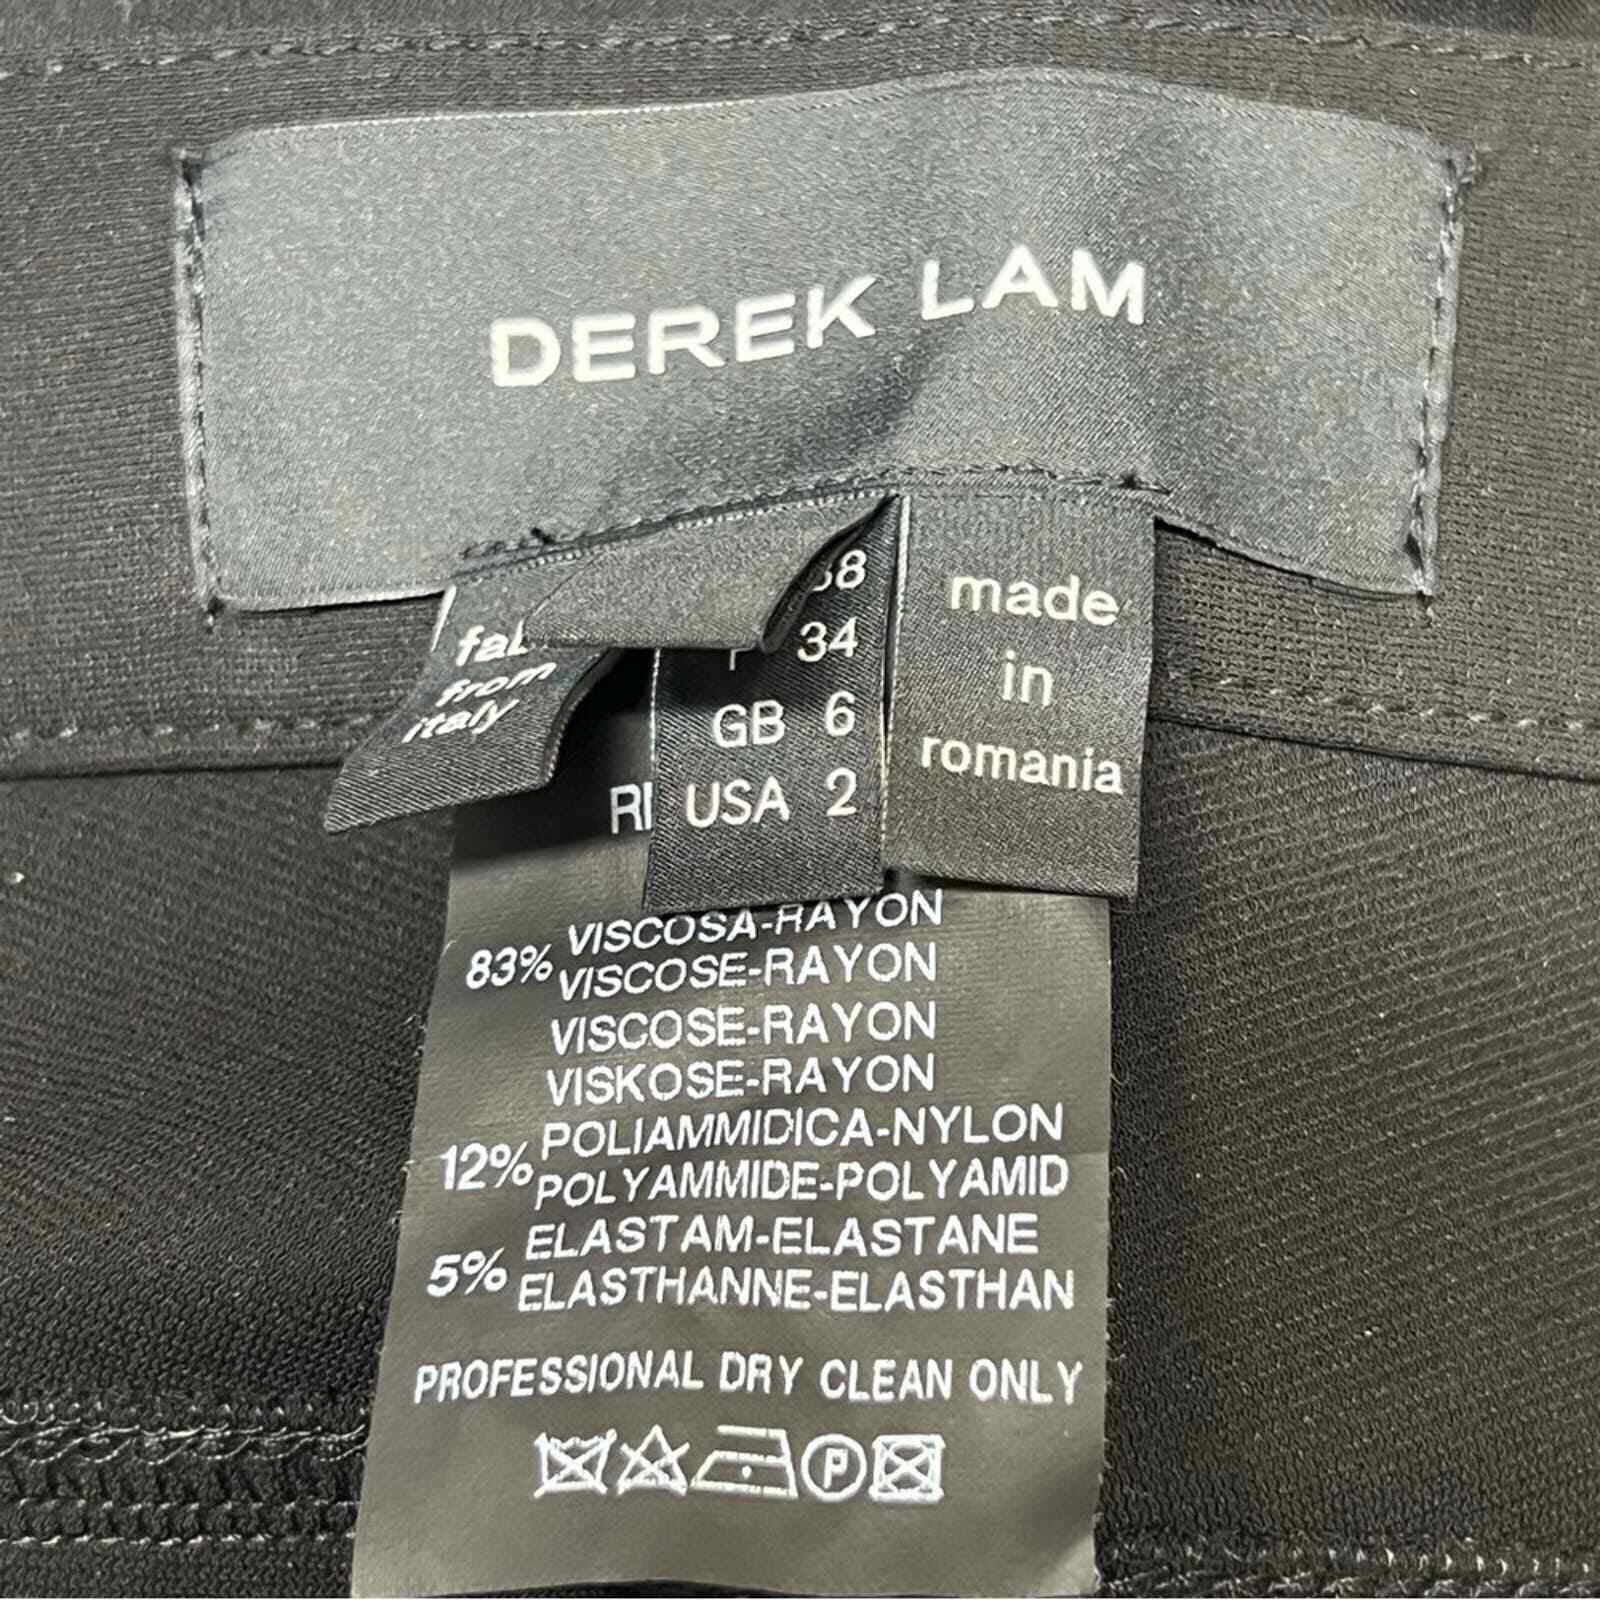 DEREK LAM
from
italy
34
GB 6
USA 2
made
in
romania
83% VISCOSA-RAYON
VISCOSE-RAYON
VISCOSE-RAYON
VISKOSE-RAYON
12% POLIAMMIDICA-NYLON
POLYAMMIDE-POLYAMID
5% ELASTAM-ELASTANE
ELASTHANNE-ELASTHAN
PROFESSIONAL DRY CLEAN ONLY
P